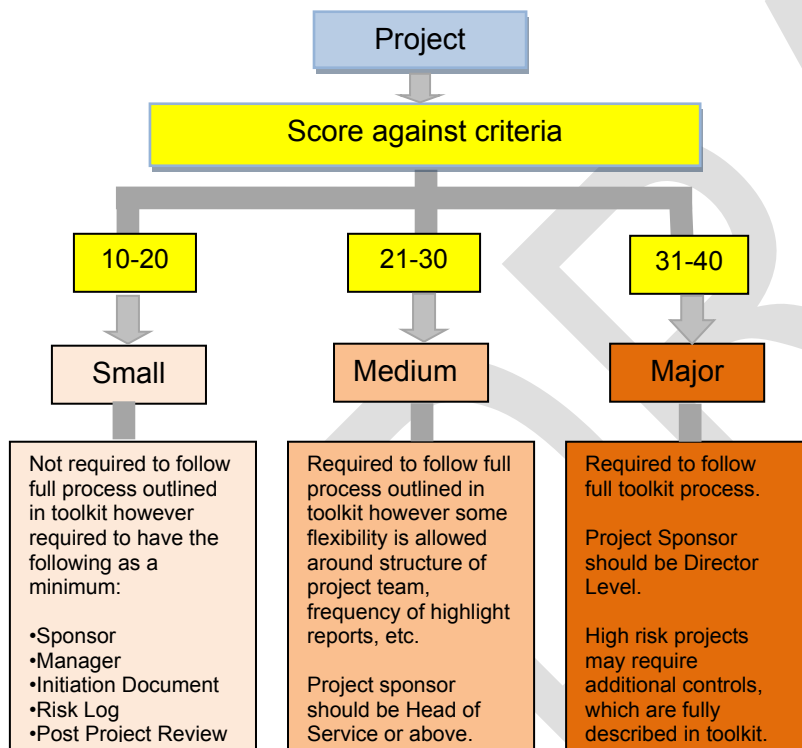 Project
Score against criteria
10-20
21-30
31-40
Small
Medium
Major
Not required to follow
full process outlined
in toolkit however
required to have the
following as a
minimum:
•Sponsor
•Manager
•Initiation Document
•Risk Log
•Post Project Review
Required to follow full
process outlined in
toolkit however some
flexibility is allowed
around structure of
project team,
frequency of highlight
reports, etc.
Project sponsor
should be Head of
Service or above.
Required to follow
full toolkit process.
Project Sponsor
should be Director
Level.
High risk projects
may require
additional controls,
which are fully
described in toolkit.